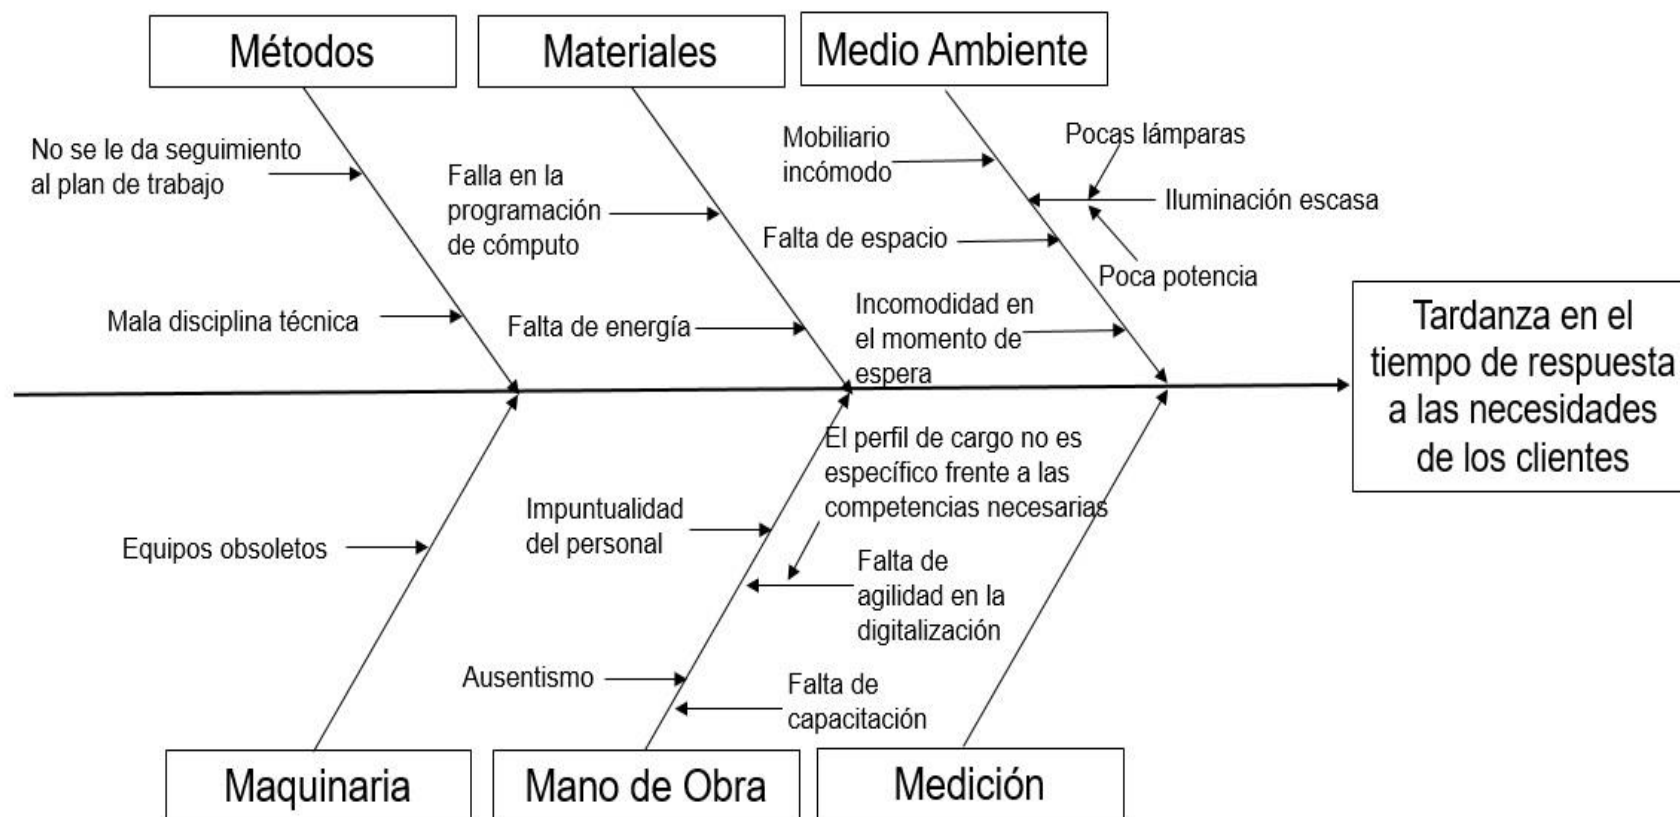 Métodos
Materiales
Medio Ambiente
No se le da seguimiento
al plan de trabajo
Mala disciplina técnica
Falla en la
programación
de cómputo
Falta de energía
Mobiliario
incómodo
Pocas lámparas
Iluminación escasa
Poca potencia
Falta de espacio
Incomodidad en
el momento de
espera
Tardanza en el
tiempo de respuesta
a las necesidades
de los clientes
Equipos obsoletos
Impuntualidad
del personal
El perfil de cargo no es
específico frente a las
competencias necesarias
Falta de
agilidad en la
digitalización
Ausentismo
Falta de
capacitación
Maquinaria
Mano de Obra
Medición